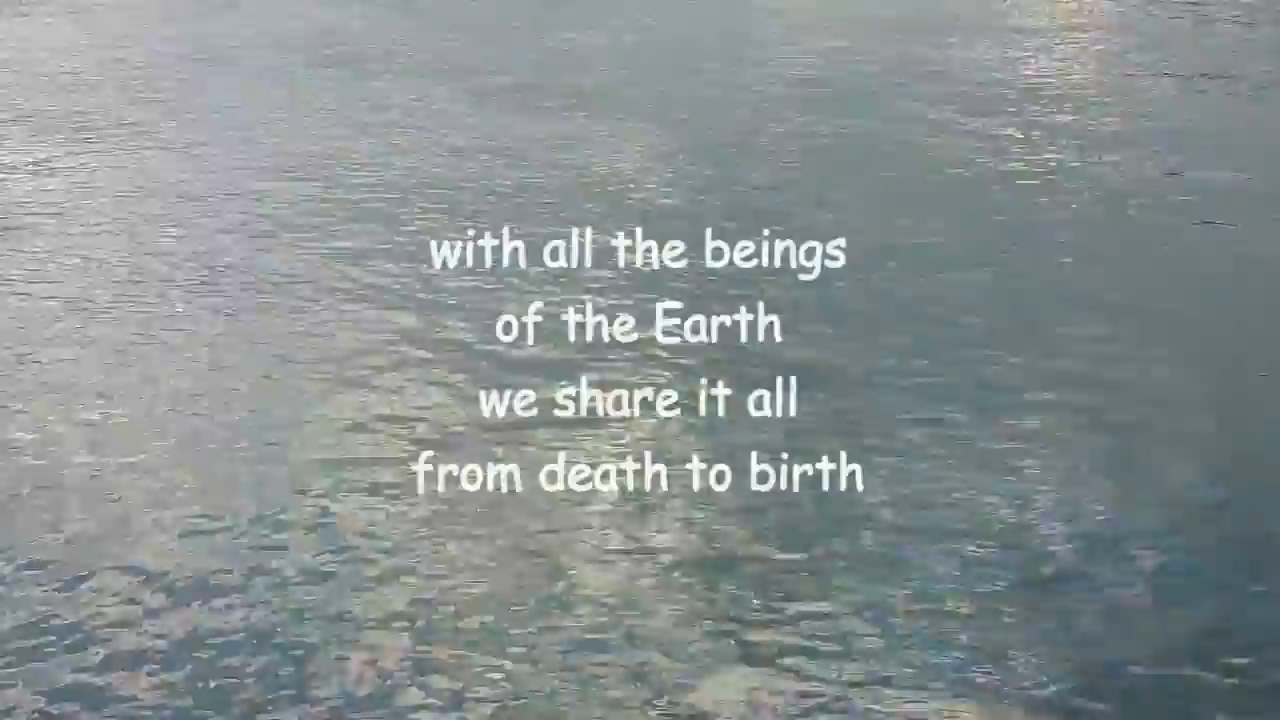 with all the beings
of the Earth
we share it all
from death to birth